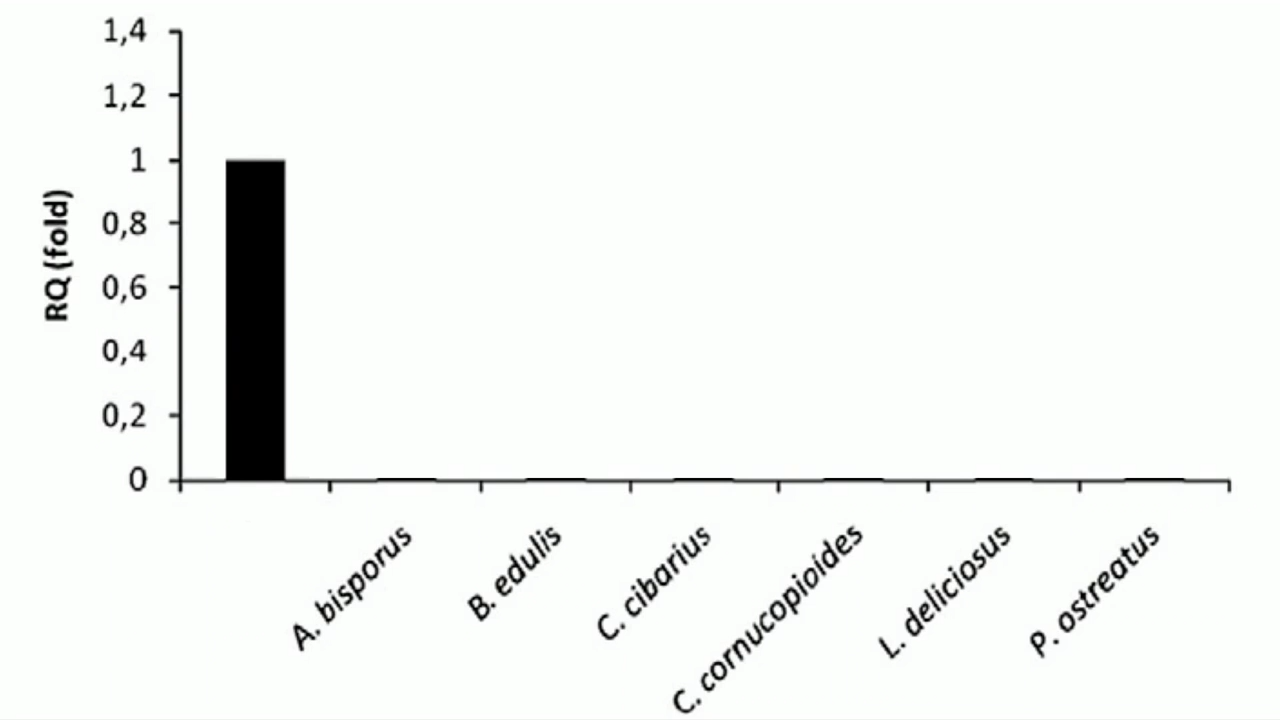 1,4
1,2
1
0,8
0,6
0,4
0,2
0
RQ (fold)
A. bisporus
B. edulis
C. cibarius
C. cornucopioides
L. deliciosus
P. ostreatus